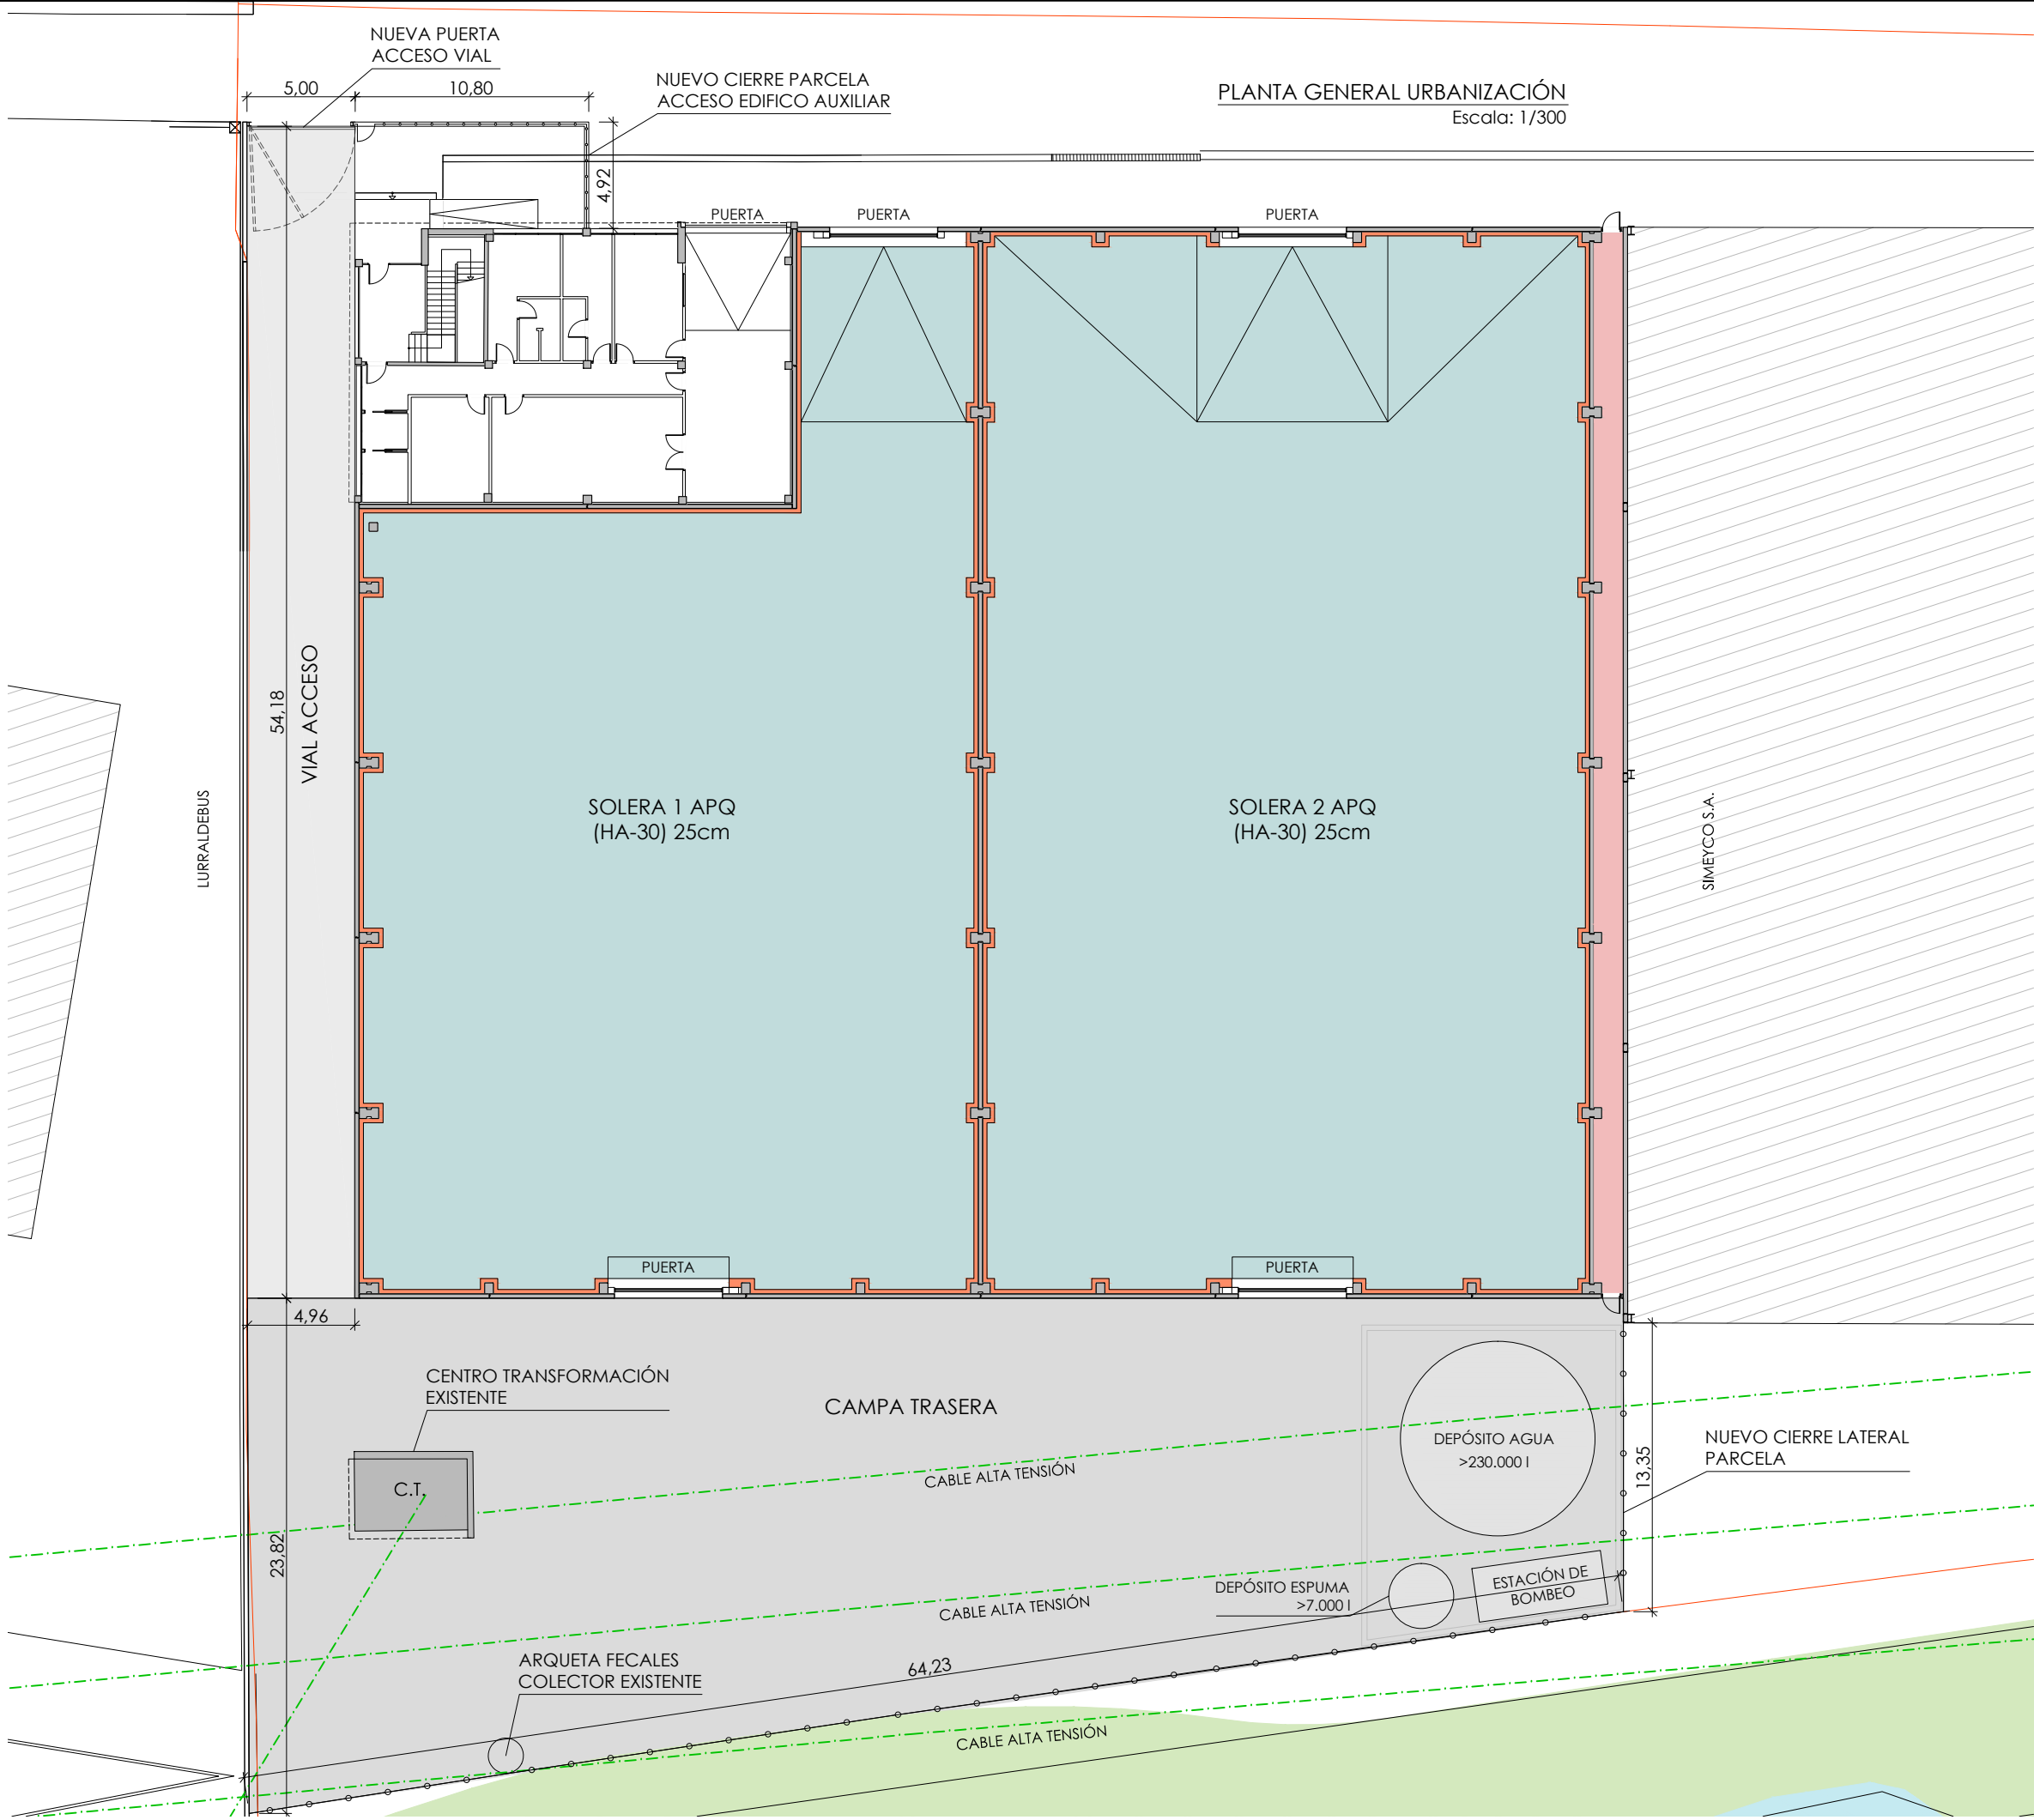 NUEVA PUERTA
ACCESO VIAL
5,00
10,80
NUEVO CIERRE PARCELA
ACCESO EDIFICO AUXILIAR
PLANTA GENERAL URBANIZACIÓN
Escala: 1/300
4,92
PUERTA
PUERTA
PUERTA
54,18
VIAL ACCESO
LURRALDEBUS
SOLERA 1 APQ
(HA-30) 25cm
SOLERA 2 APQ
(HA-30) 25cm
SIMEYCO S.A.
PUERTA
PUERTA
4,96
CENTRO TRANSFORMACIÓN
EXISTENTE
CAMPA TRASERA
C.T.
CABLE ALTA TENSIÓN
DEPÓSITO AGUA
>230.000 l
13,35
NUEVO CIERRE LATERAL
PARCELA
23,82
DEPÓSITO ESPUMA
>7.000 l
ESTACIÓN DE
BOMBEO
CABLE ALTA TENSIÓN
ARQUETA FECALES
COLECTOR EXISTENTE
64,23
CABLE ALTA TENSIÓN